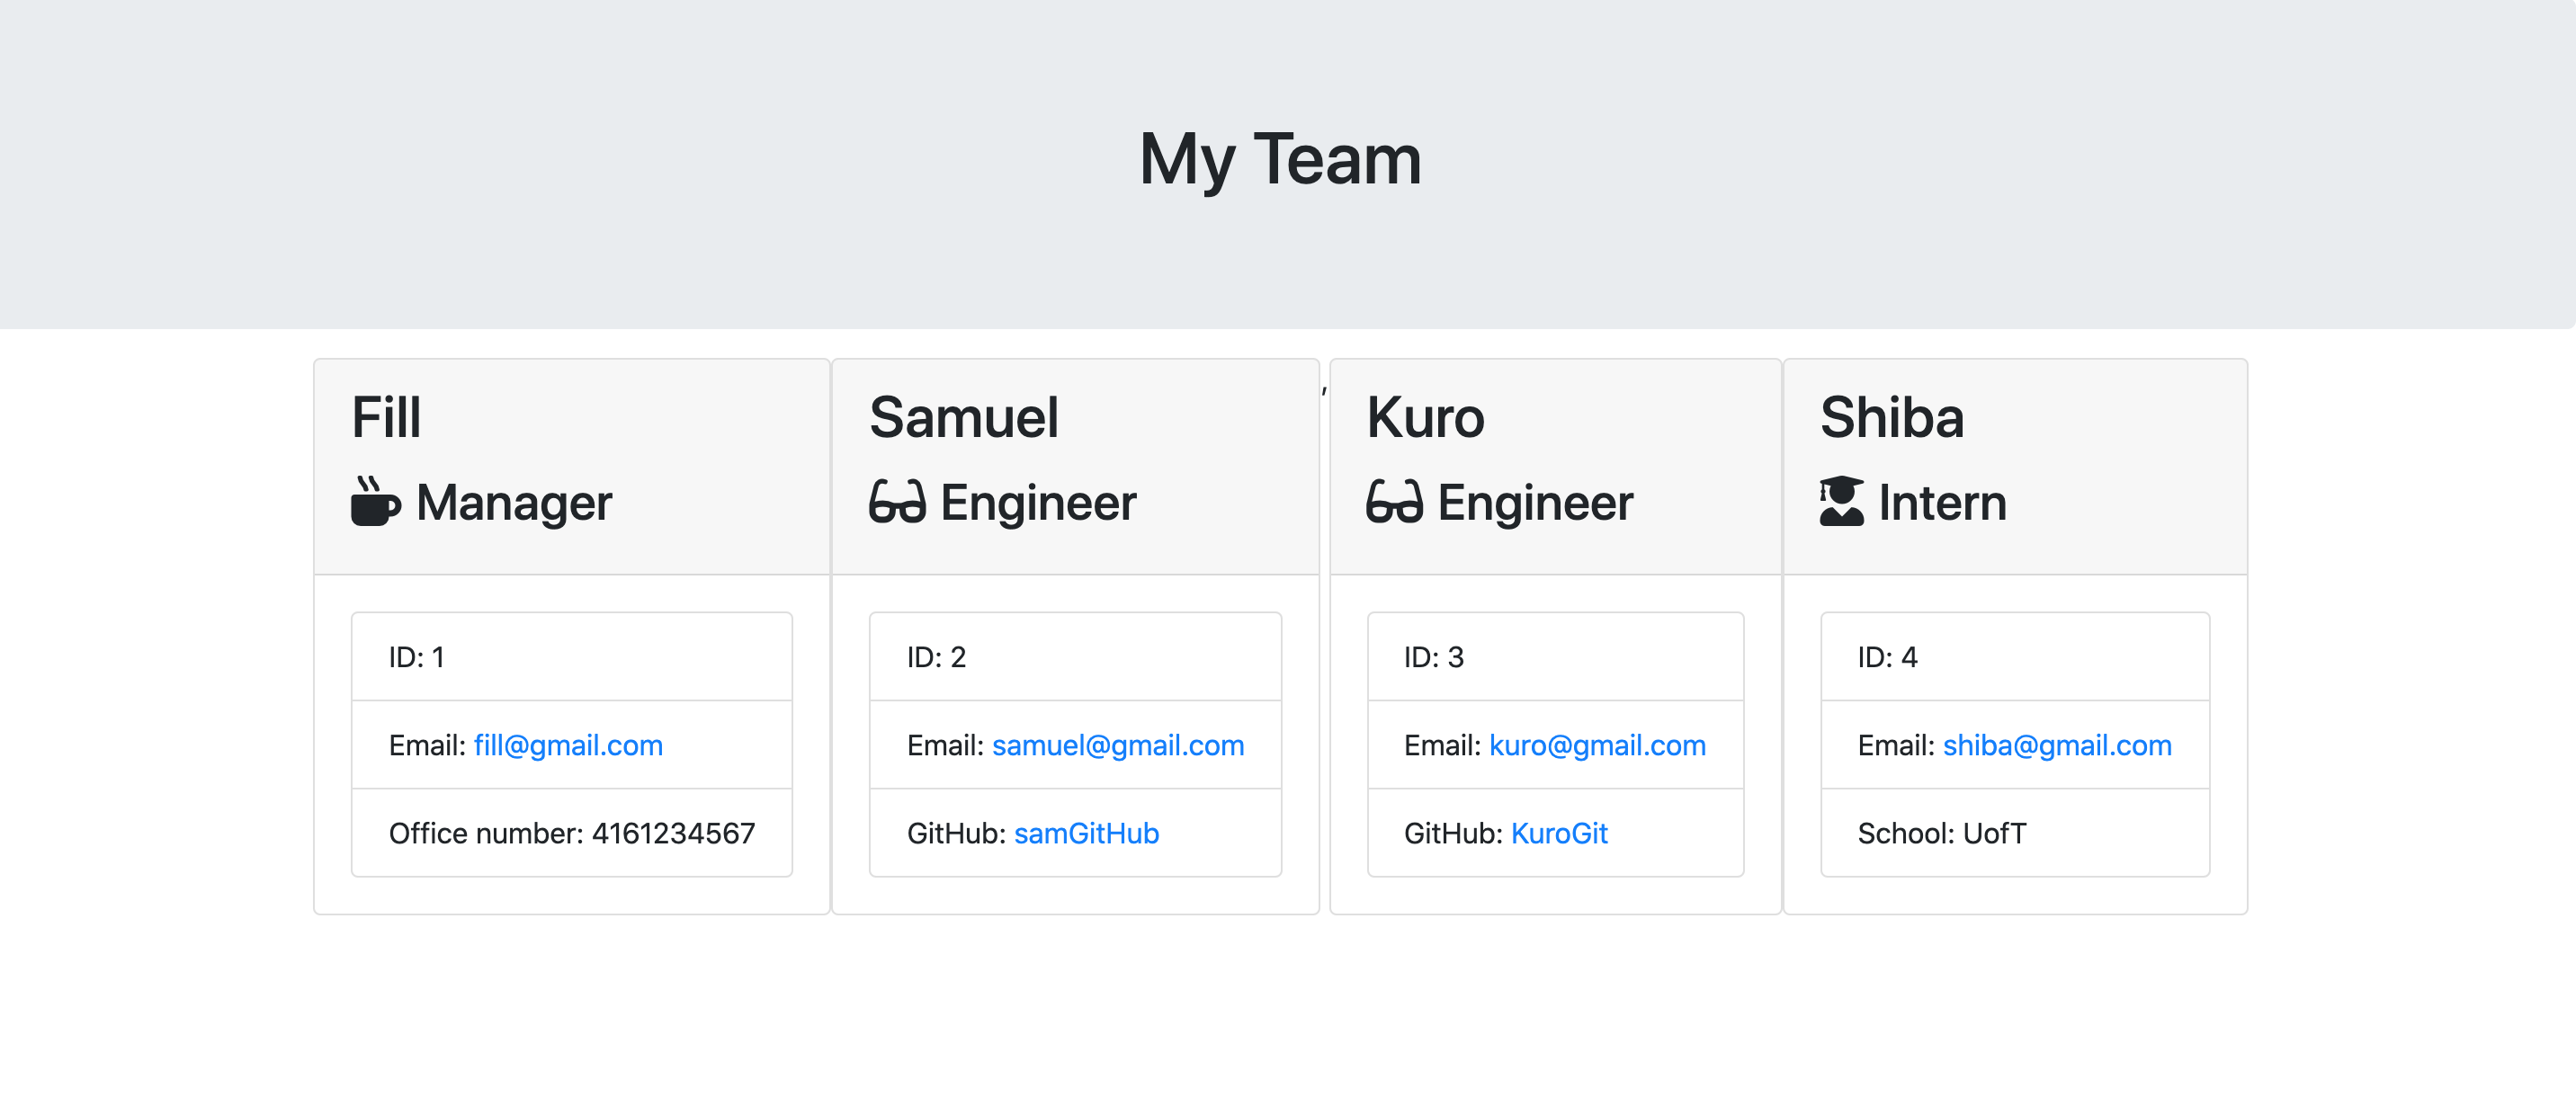 My Team
Fill
Manager
ID: 1
Email: fill@gmail.com
Office number: 4161234567
Samuel
Engineer
ID: 2
Email: samuel@gmail.com
GitHub: samGitHub
,
Kuro
Engineer
ID: 3
Email: kuro@gmail.com
GitHub: KuroGit
Shiba
Intern
ID: 4
Email: shiba@gmail.com
School: UofT